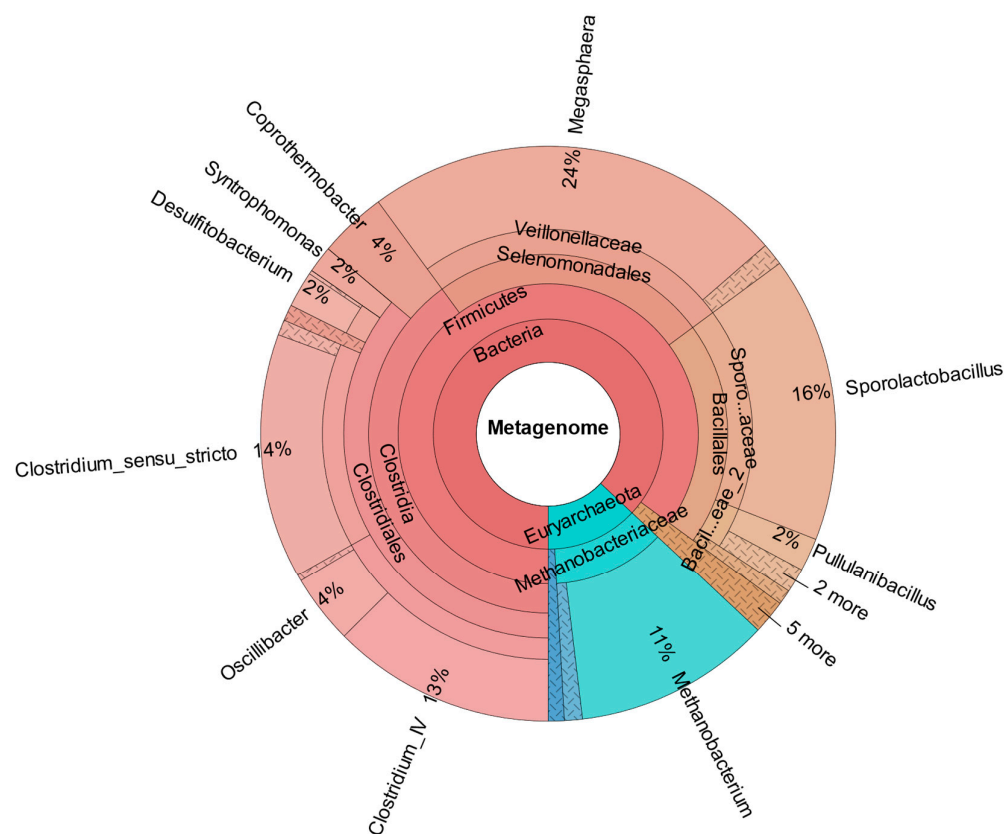 Megasphaera
24%
Coprothermobacter
4%
Syntrophomonas
2%
Desulfitobacterium
2%
Veillonellaceae
Selenomonadales
Firmicutes
Bacteria
Metagenome
Sporolactobacillus
16%
Sporo...aceae
Bacillales
Bacil...eae_2
Clostridium_sensu_stricto
14%
Clostridia
Clostridiales
Euryarchaeota
Methanobacteriaceae
2%
Pullulanibacillus
2 more
5 more
Oscillibacter
4%
Clostridium_IV
13%
11%
Methanobacterium